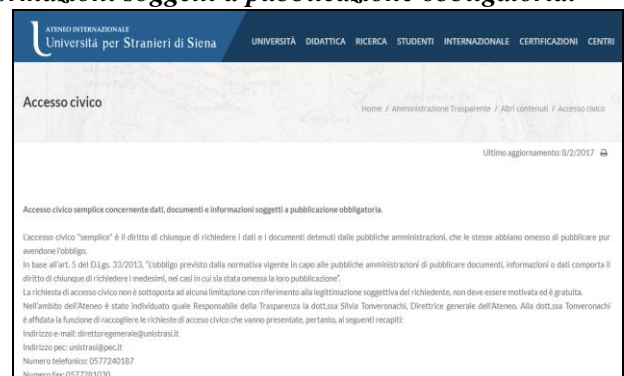 rmazioni soggetti a pubblicazione obbligatoria.
ATENEO INTERNAZIONALE
Università per Stranieri di Siena
UNIVERSITÀ DIDATTICA RICERCA STUDENTI INTERNAZIONALE CERTIFICAZIONI CENTRI
Accesso civico
Home / Amministrazione Trasparente / Altri contenuti / Accesso civico
Ultimo aggiornamento: 8/2/2017
Accesso civico semplice concernente dati, documenti e informazioni soggetti a pubblicazione obbligatoria.
L'accesso civico "semplice" è il diritto di chiunque di richiedere i dati e i documenti detenuti dalle pubbliche amministrazioni, che le stesse abbiano omesso di pubblicare pur
avendone l'obbligo.
In base all'art. 5 del D.Lgs. 33/2013, "L'obbligo previsto dalla normativa vigente in capo alle pubbliche amministrazioni di pubblicare documenti, informazioni o dati comporta il
diritto di chiunque di richiedere i medesimi, nei casi in cui sia stata omessa la loro pubblicazione".
La richiesta di accesso civico non è sottoposta ad alcuna limitazione con riferimento alla legittimazione soggettiva del richiedente, non deve essere motivata ed è gratuita.
Nell'ambito dell'Ateneo è stato individuato quale Responsabile della Trasparenza la dott.ssa Silvia Tonveronachi, Direttrice generale dell'Ateneo. Alla dott.ssa Tonveronachi
è affidata la funzione di raccogliere le richieste di acceso civico che vanno presentate, pertanto, ai seguenti recapiti:
Indirizzo e-mail: direttoregenerale@unistrasi.it
Indirizzo pec: unistrasi@pec.it
Numero telefonico: 0577240187
Numero fax: 0577281030